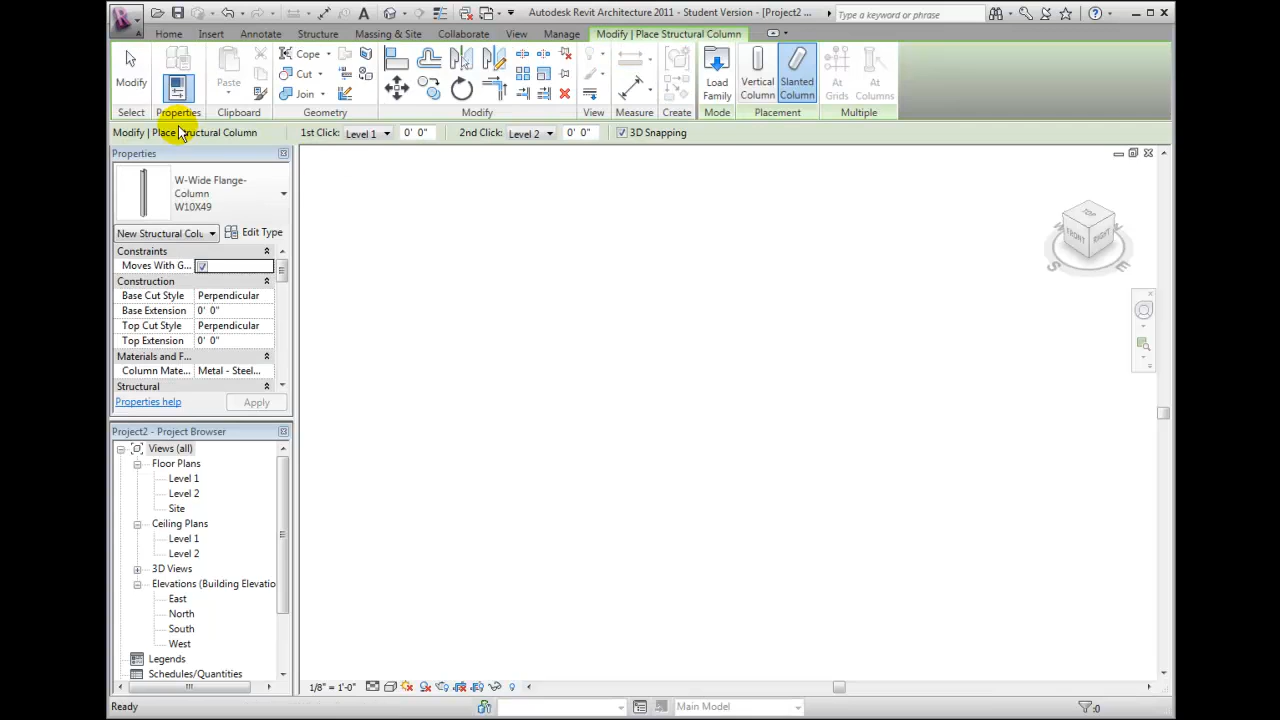 Autodesk Revit Architecture 2011 - Student Version - [Project2 ...
Type a keyword or phrase
Home Insert Annotate Structure Massing & Site Collaborate View Manage Modify | Place Structural Column
Modify
Cope
Cut
Join
Paste
Load Family
Vertical Column
Slanted Column
At Grids
At Columns
Select Properties Clipboard Geometry Modify View Measure Create Mode Placement Multiple
Modify | Place Structural Column 1st Click: Level 1 0' 0" 2nd Click: Level 2 0' 0" 3D Snapping
Properties
W-Wide Flange-
Column
W10X49
New Structural Colu Edit Type
Constraints
Moves With G...
Construction
Base Cut Style Perpendicular
Base Extension 0' 0"
Top Cut Style Perpendicular
Top Extension 0' 0"
Materials and F...
Column Mate... Metal - Steel...
Structural
Properties help Apply
Project2 - Project Browser
Views (all)
Floor Plans
Level 1
Level 2
Site
Ceiling Plans
Level 1
Level 2
3D Views
Elevations (Building Elevatio
East
North
South
West
Legends
Schedules/Quantities
TOP
FRONT RIGHT
W
S E
1/8" = 1'-0"
Ready Main Model :0